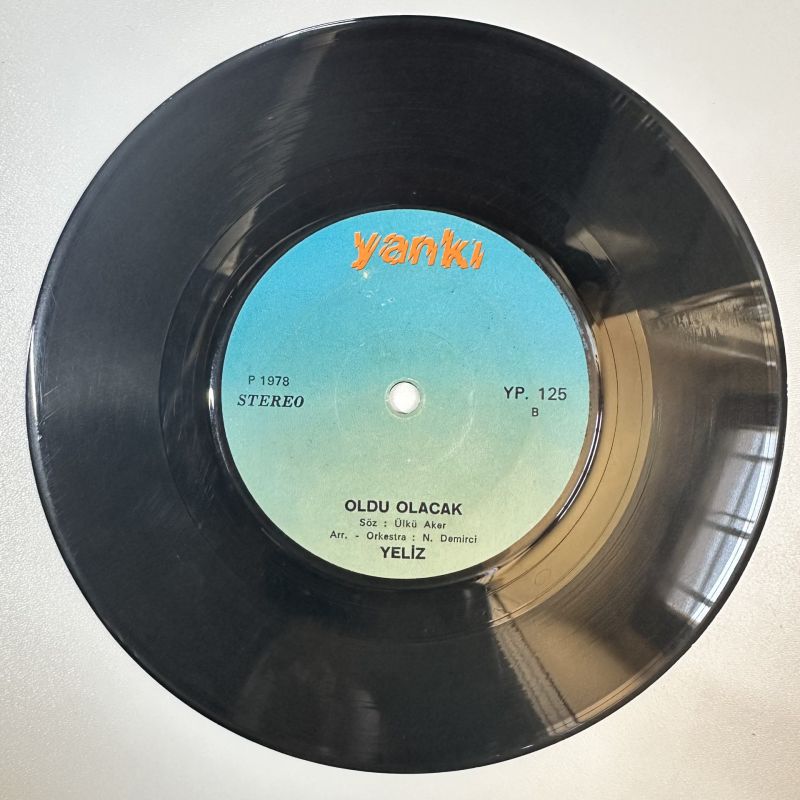 yankı
P 1978
STEREO
YP. 125
B
OLDU OLACAK
Söz : Ülkü Aker
Arr. - Orkestra : N. Demirci
YELİZ